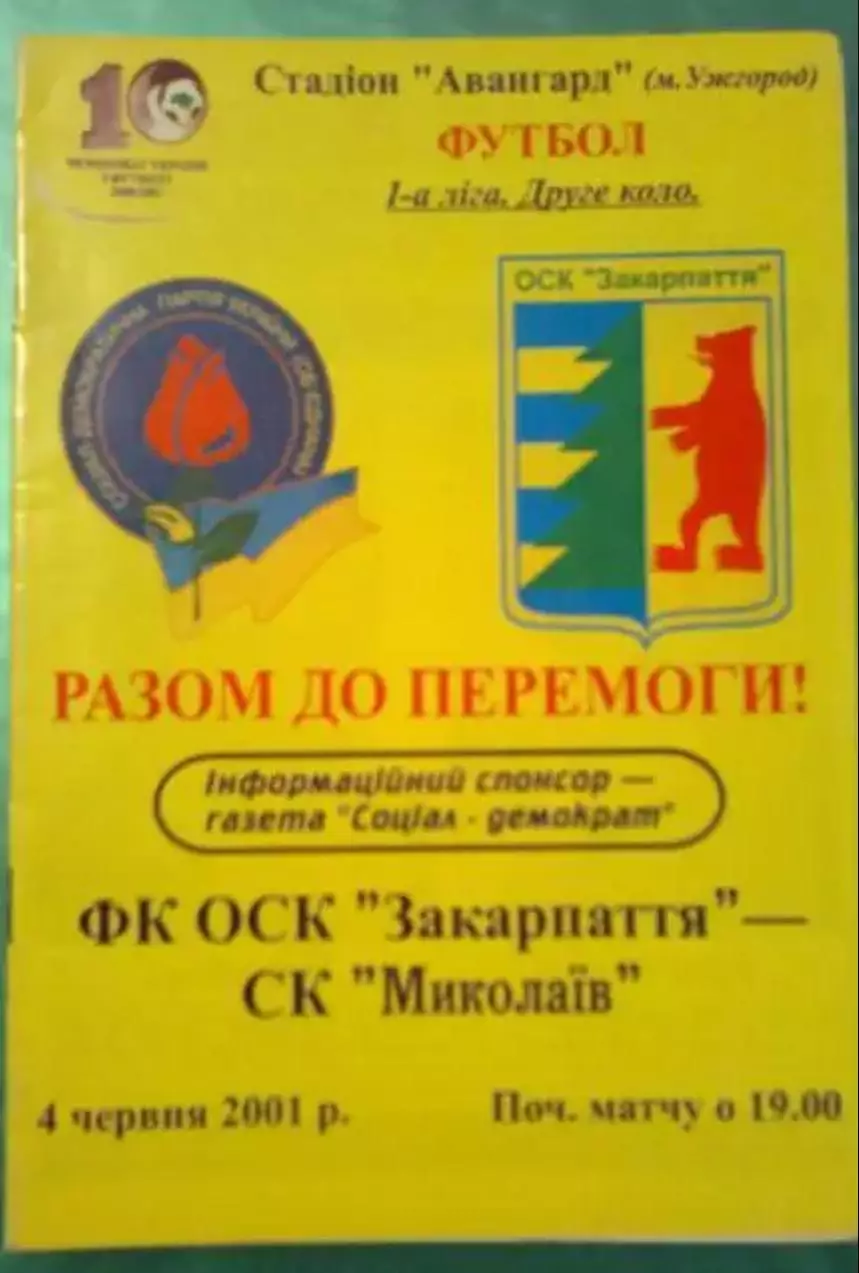 10
Стадіон "Авангард" (м. Ужгород)
ФУТБОЛ
І-а ліга. Друге коло.
ОСК "Закарпаття"
РАЗОМ ДО ПЕРЕМОГИ!
Інформаційний спонсор —
газета "Соціал - демократ"
ФК ОСК "Закарпаття" —
СК "Миколаїв"
4 червня 2001 р.
Поч. матчу о 19.00